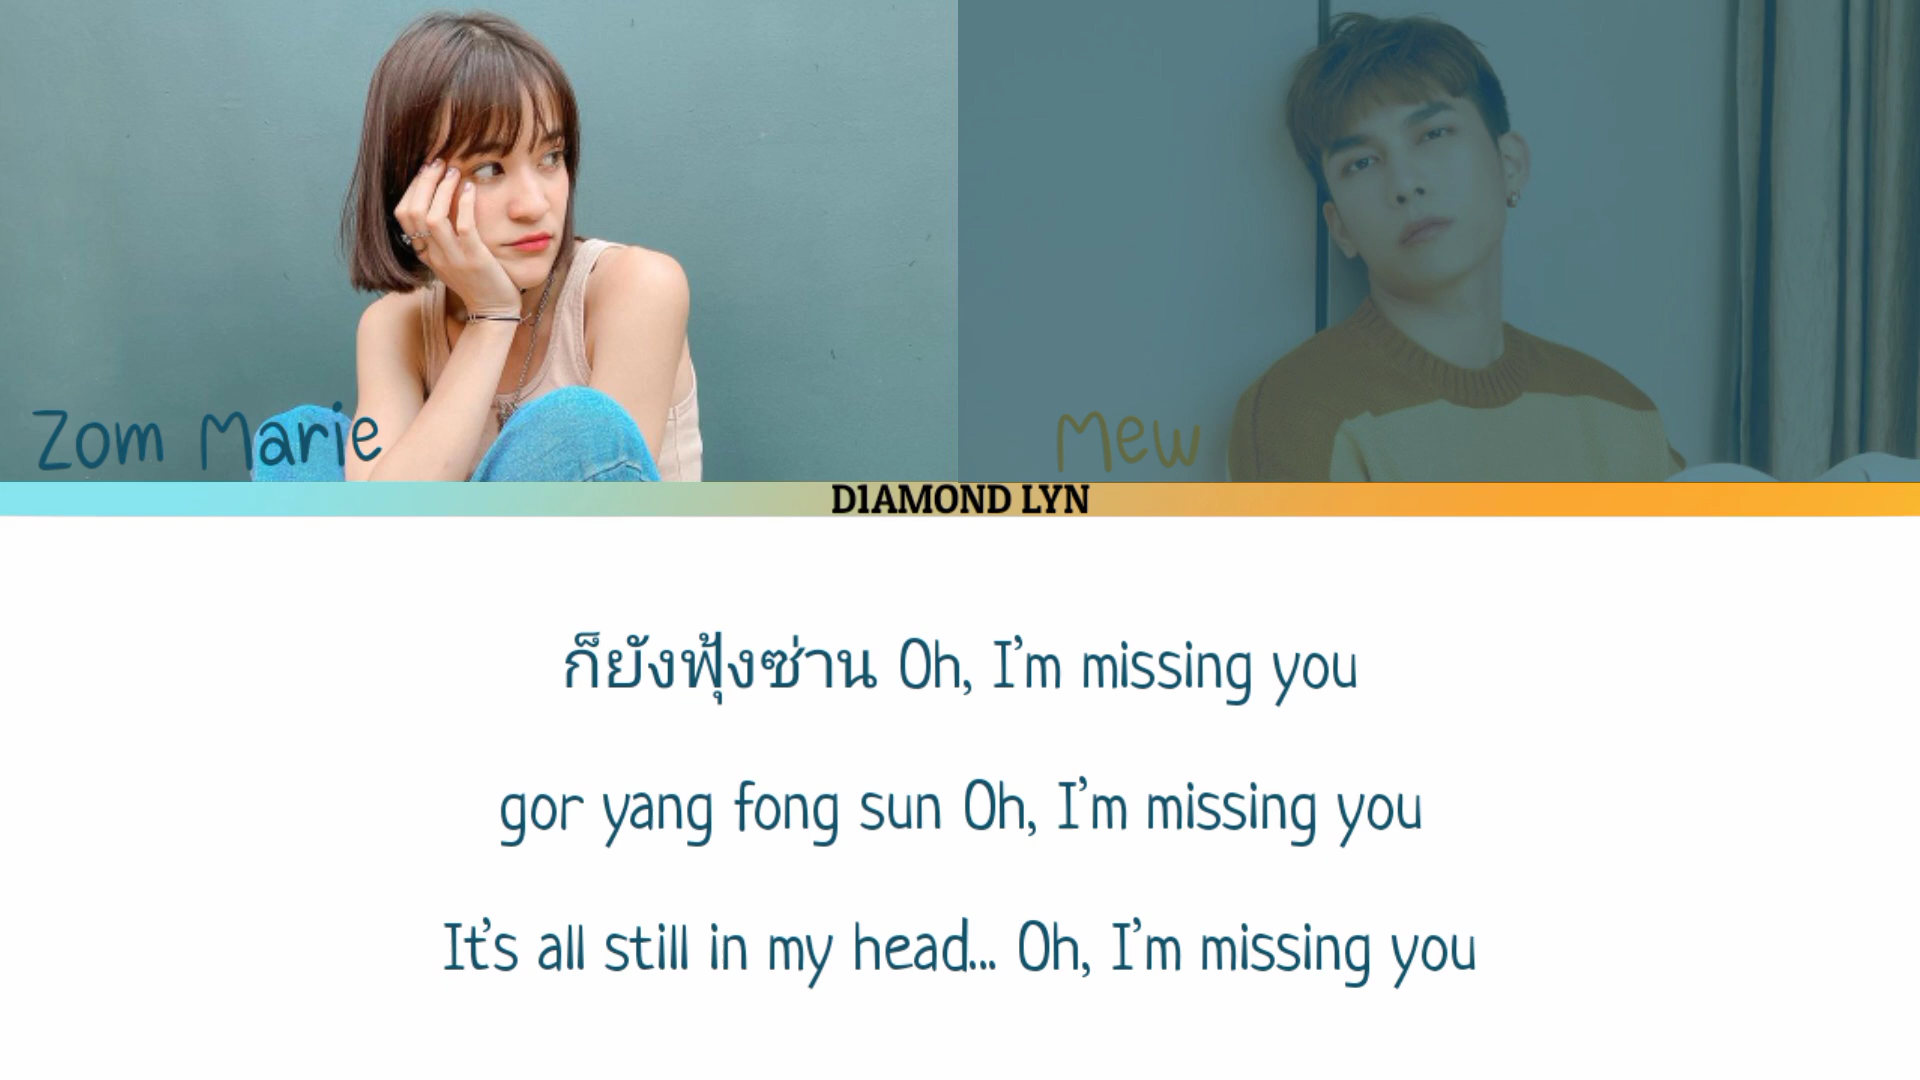 Zom Marie
Mew
D1AMOND LYN
ก็ยังฟุ้งซ่าน Oh, I'm missing you
gor yang fong sun Oh, I'm missing you
It's all still in my head... Oh, I'm missing you